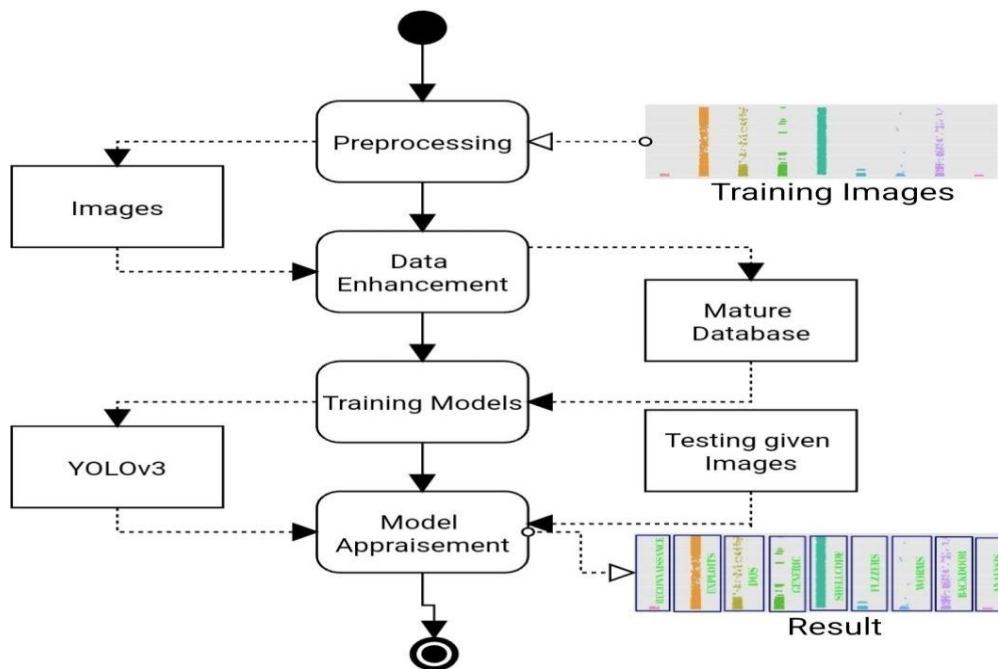 Preprocessing
Training Images
Images
Data
Enhancement
Mature
Database
Training Models
Testing given
Images
YOLOv3
Model
Appraisement
RECONNAISSANCE
EXPLOITS
DOS
GENERIC
SHELLCODE
FUZZERS
WORMS
BACKDOOR
Result